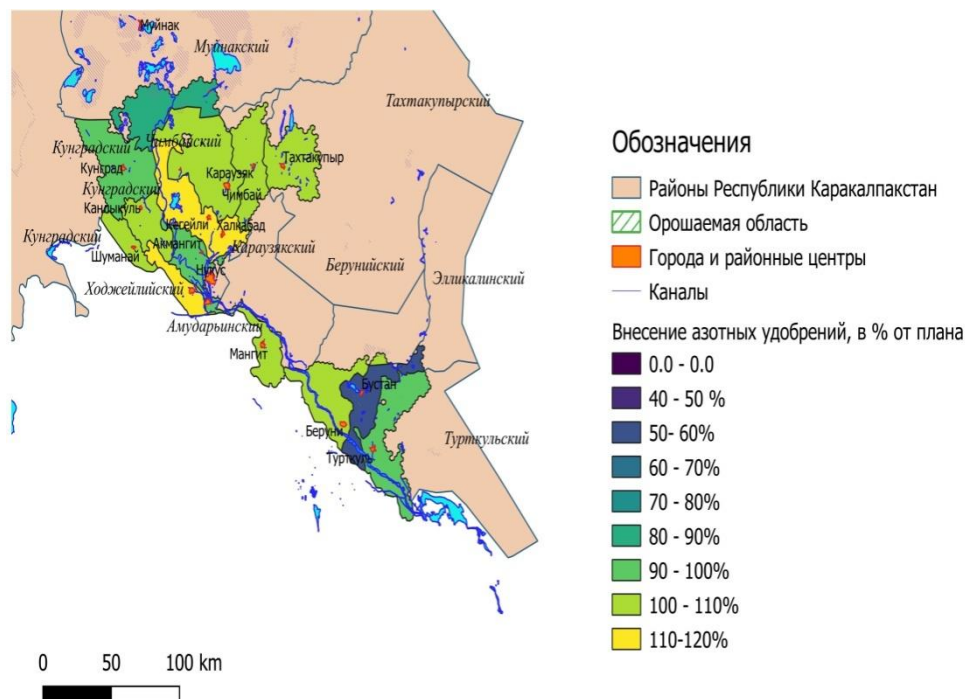 Муйнак
Муйнакский
Тахтакупырский
Кунградский
Чимбайский
Кунград
Караузяк
Тахтакупыр
Кунградский
Чимбай
Канлыкуль
Кегейли
Халкабад
Кунградский
Акмангит
Караузякский
Шуманай
Нукус
Берунийский
Элликалинский
Ходжейлийский
Амударьинский
Мангит
Бустан
Беруни
Турткульский
Турткуль
0 50 100 km
Обозначения
Районы Республики Каракалпакстан
Орошаемая область
Города и районные центры
Каналы
Внесение азотных удобрений, в % от плана
0.0 - 0.0
40 - 50 %
50- 60%
60 - 70%
70 - 80%
80 - 90%
90 - 100%
100 - 110%
110-120%